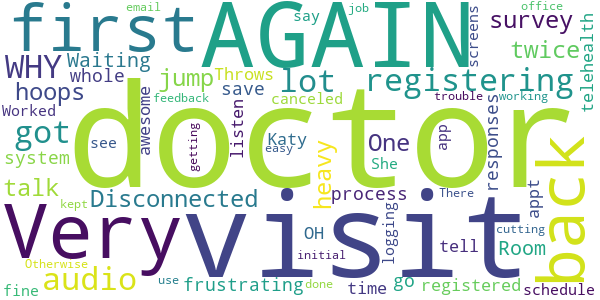 email
job
office
first
AGAIN
say
screens
survey
telehealth
WHY
Waiting
jump
Throws
lot
registering
twice
hoops
whole
save
canceled
feedback
trouble
working
Worked
got
awesome
doctor
listen
Katy
One
app
responses
back
see
getting
easy
She
system
heavy
talk
Disconnected
process
There
appt
kept
Very
visit
OH
logging
tell
cutting
Room
initial
Otherwise
audio
fine
use
frustrating
done
time
go
registered
schedule